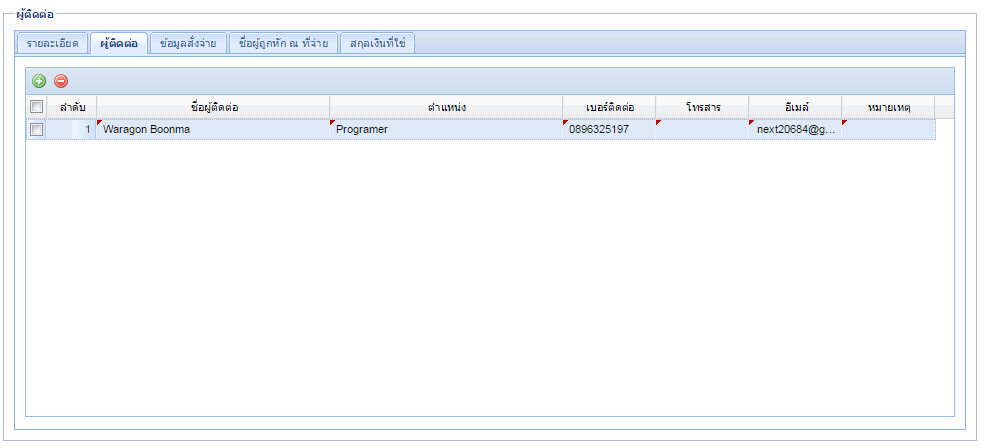 ผู้ติดต่อ
รายละเอียด ผู้ติดต่อ ข้อมูลสั่งจ่าย ชื่อผู้ถูกหัก ณ ที่จ่าย สกุลเงินที่ใช้
ลำดับ ชื่อผู้ติดต่อ ตำแหน่ง เบอร์ติดต่อ โทรสาร อีเมล์ หมายเหตุ
1 Waragon Boonma Programer 0896325197 next20684@g...